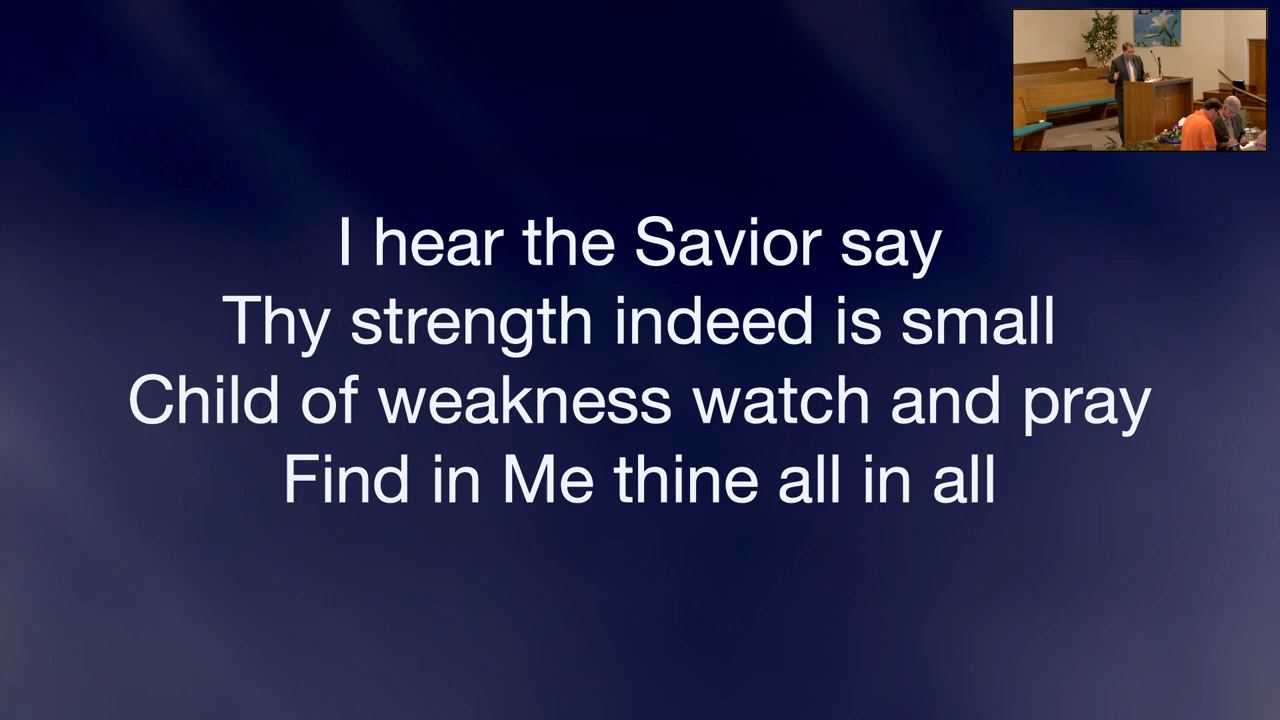 I hear the Savior say
Thy strength indeed is small
Child of weakness watch and pray
Find in Me thine all in all